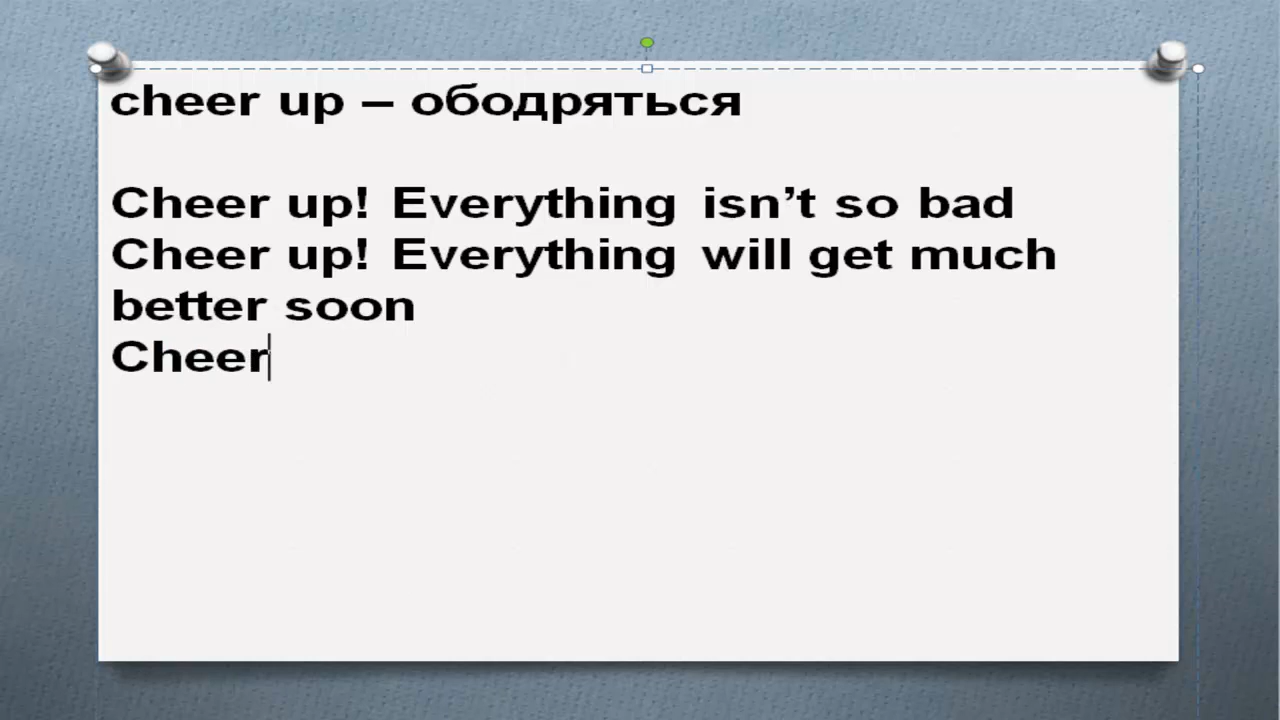 cheer up – ободряться
Cheer up! Everything isn’t so bad
Cheer up! Everything will get much
better soon
Cheer